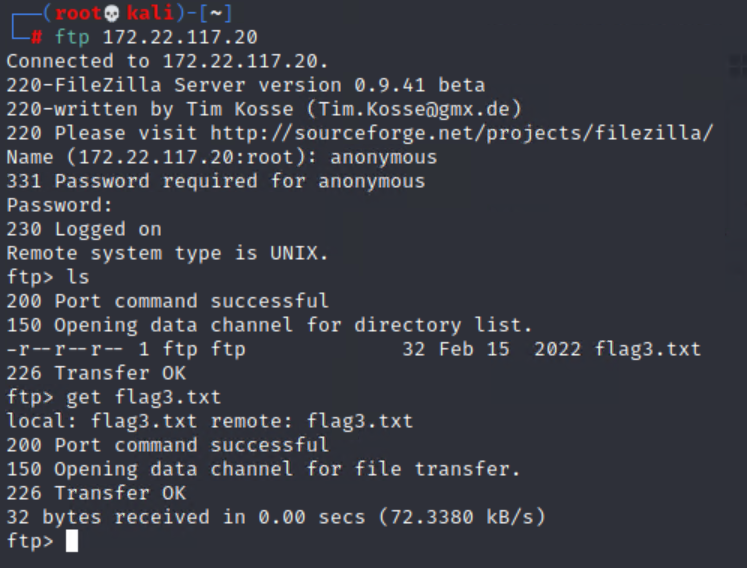 ┌──(root💀kali)-[~]
└─# ftp 172.22.117.20
Connected to 172.22.117.20.
220-FileZilla Server version 0.9.41 beta
220-written by Tim Kosse (Tim.Kosse@gmx.de)
220 Please visit http://sourceforge.net/projects/filezilla/
Name (172.22.117.20:root): anonymous
331 Password required for anonymous
Password:
230 Logged on
Remote system type is UNIX.
ftp> ls
200 Port command successful
150 Opening data channel for directory list.
-r--r--r-- 1 ftp ftp             32 Feb 15  2022 flag3.txt
226 Transfer OK
ftp> get flag3.txt
local: flag3.txt remote: flag3.txt
200 Port command successful
150 Opening data channel for file transfer.
226 Transfer OK
32 bytes received in 0.00 secs (72.3380 kB/s)
ftp>